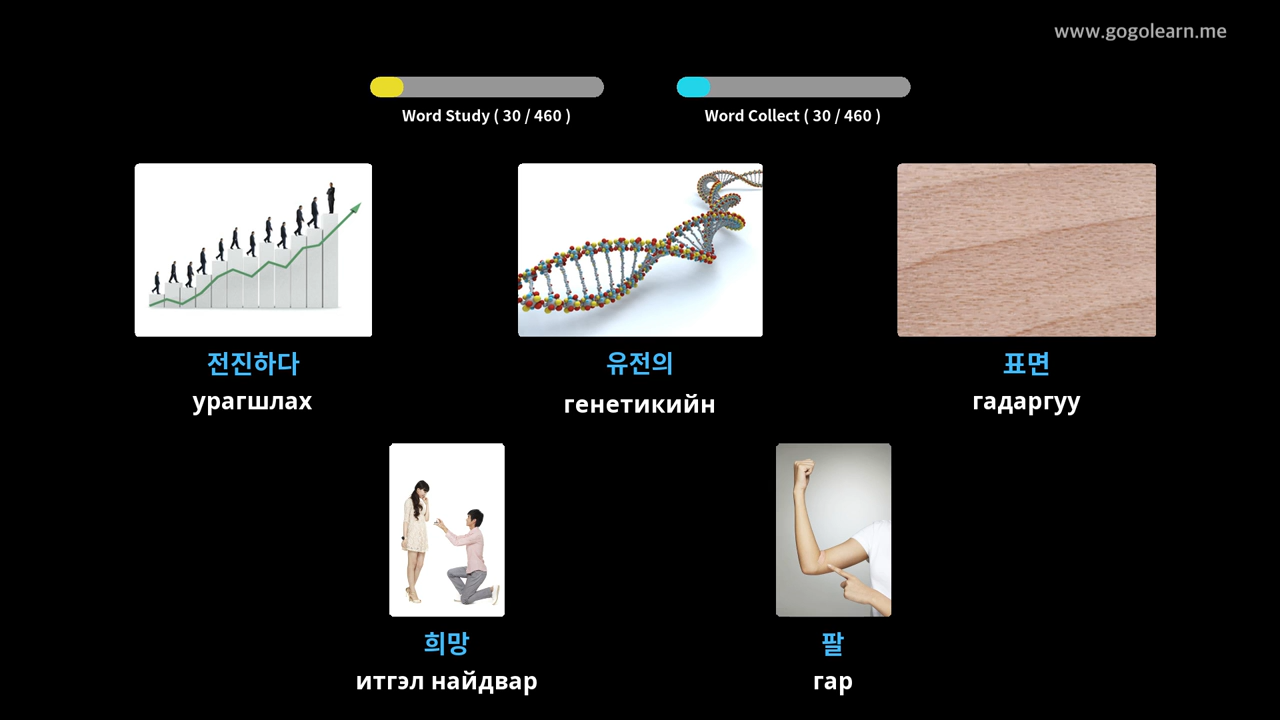 www.gogolearn.me
Word Study ( 30 / 460 )
Word Collect ( 30 / 460 )
전진하다
урагшлах
유전의
генетикийн
표면
гадаргуу
희망
итгэл найдвар
팔
гар